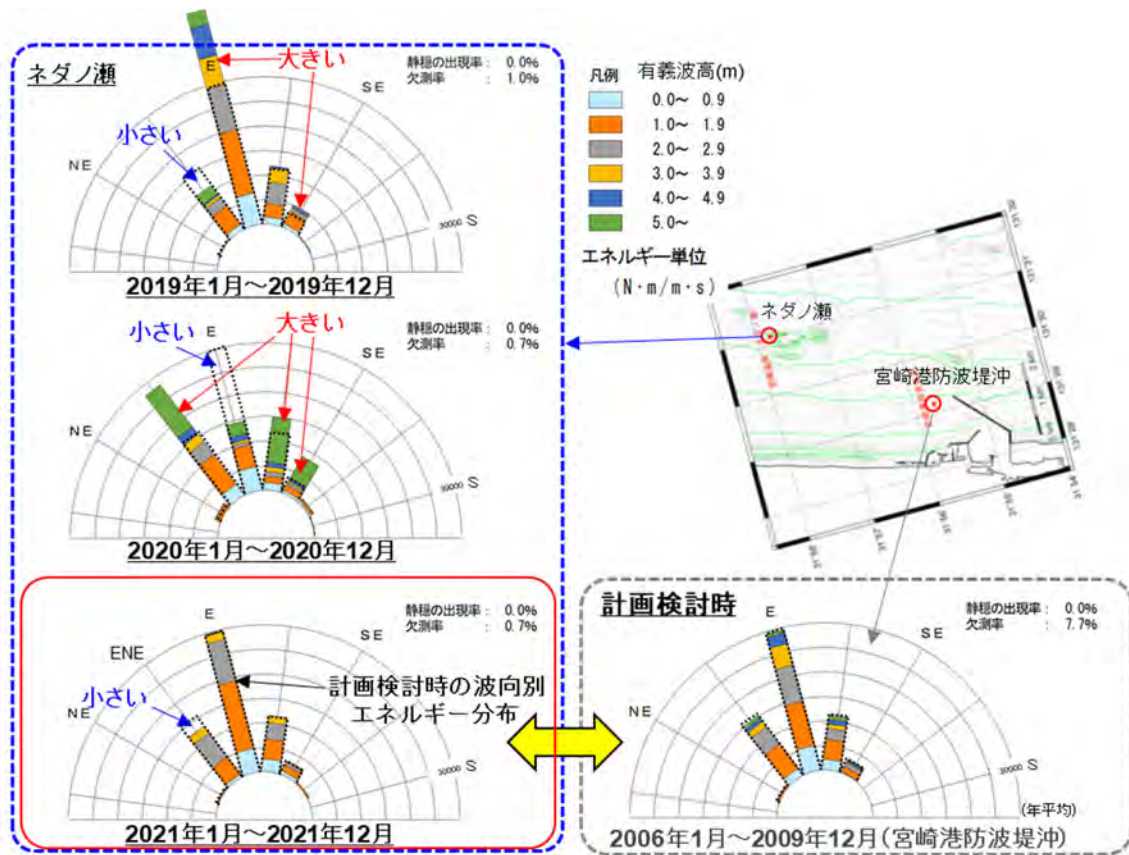 ネダノ瀬
静穏の出現率: 0.0%
欠測率 : 1.0%
大きい
小さい
E
SE
NE
30000 S
2019年1月～2019年12月
静穏の出現率: 0.0%
欠測率 : 0.7%
小さい
大きい
E
SE
NE
30000 S
2020年1月～2020年12月
静穏の出現率: 0.0%
欠測率 : 0.7%
E
SE
ENE
NE
小さい
計画検討時の波向別
エネルギー分布
30000 S
2021年1月～2021年12月
凡例 有義波高(m)
0.0～ 0.9
1.0～ 1.9
2.0～ 2.9
3.0～ 3.9
4.0～ 4.9
5.0～
エネルギー単位
(N・m/m・s)
ネダノ瀬
宮崎港防波堤沖
計画検討時
静穏の出現率: 0.0%
欠測率 : 7.7%
E
SE
NE
30000 S
(年平均)
2006年1月～2009年12月(宮崎港防波堤沖)